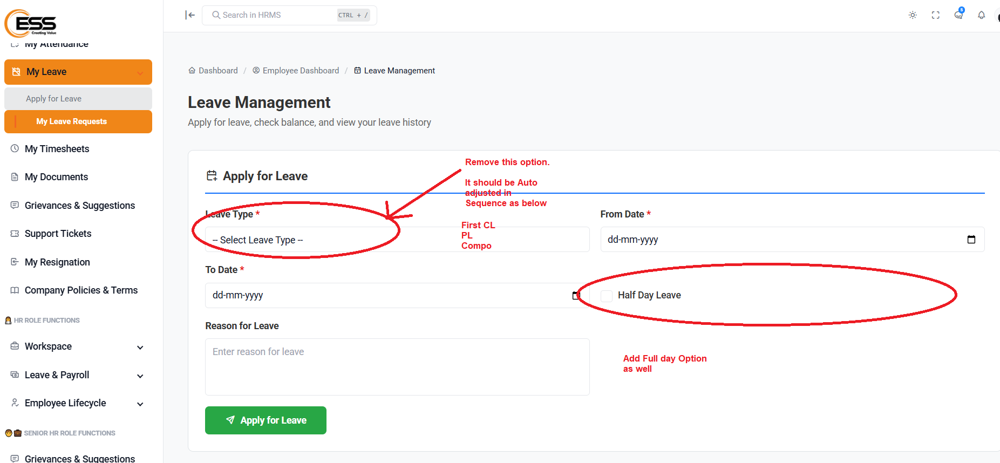 ESS
Creating Value
My Attendance
My Leave
Apply for Leave
My Leave Requests
My Timesheets
My Documents
Grievances & Suggestions
Support Tickets
My Resignation
Company Policies & Terms
HR ROLE FUNCTIONS
Workspace
Leave & Payroll
Employee Lifecycle
SENIOR HR ROLE FUNCTIONS
Grievances & Suggestions
Search in HRMS
CTRL + /
5
Dashboard / Employee Dashboard / Leave Management
Leave Management
Apply for leave, check balance, and view your leave history
Remove this option.
Apply for Leave
It should be Auto
adjusted in
Sequence as below
Leave Type *
From Date *
First CL
PL
Compo
-- Select Leave Type --
dd-mm-yyyy
To Date *
dd-mm-yyyy
Half Day Leave
Reason for Leave
Enter reason for leave
Add Full day Option
as well
Apply for Leave